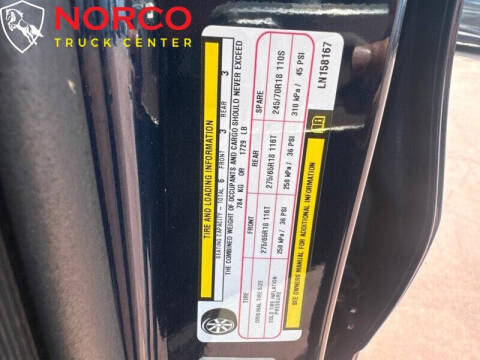 NORCO
TRUCK CENTER
TIRE AND LOADING INFORMATION
SEATING CAPACITY - TOTAL 6 FRONT 3 REAR 3
THE COMBINED WEIGHT OF OCCUPANTS AND CARGO SHOULD NEVER EXCEED
784 KG OR 1729 LB
TIRE FRONT REAR SPARE
ORIGINAL TIRE SIZE 275/65R18 116T 275/65R18 116T 245/70R18 110S
COLD TIRE INFLATION PRESSURE 250 kPa / 36 PSI 250 kPa / 36 PSI 310 kPa / 45 PSI
SEE OWNERS MANUAL FOR ADDITIONAL INFORMATION
LN158167